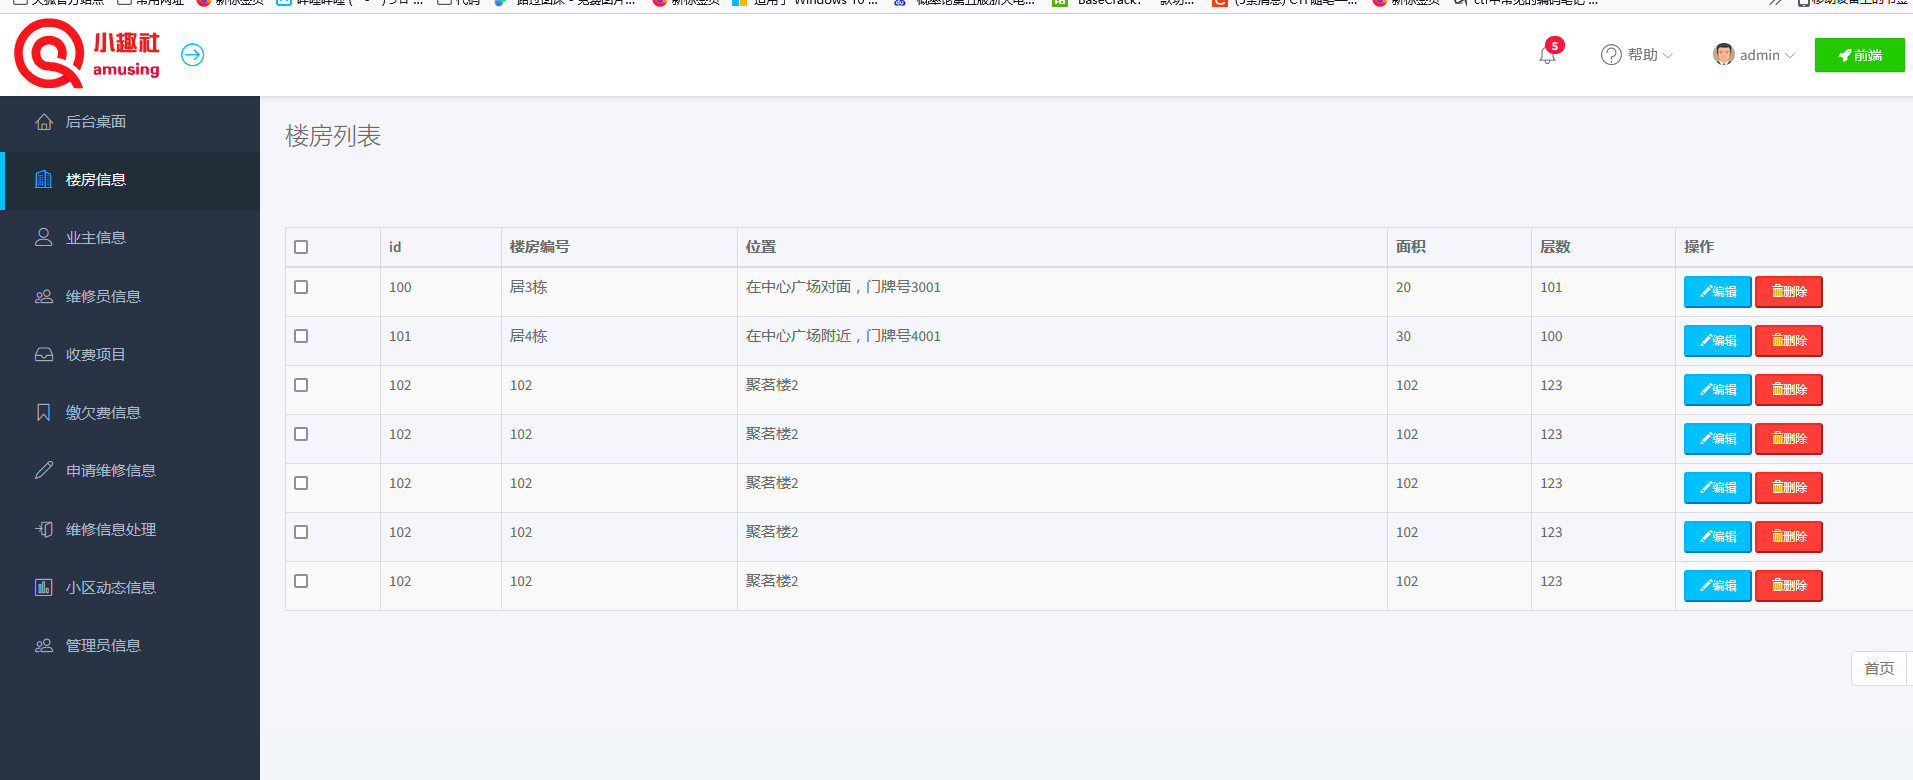 小趣社
amusing
5
帮助
admin
前端
后台桌面
楼房信息
业主信息
维修员信息
收费项目
缴欠费信息
申请维修信息
维修信息处理
小区动态信息
管理员信息
楼房列表
id 楼房编号 位置 面积 层数 操作
100 居3栋 在中心广场对面，门牌号3001 20 101 编辑 删除
101 居4栋 在中心广场附近，门牌号4001 30 100 编辑 删除
102 102 聚茗楼2 102 123 编辑 删除
102 102 聚茗楼2 102 123 编辑 删除
102 102 聚茗楼2 102 123 编辑 删除
102 102 聚茗楼2 102 123 编辑 删除
102 102 聚茗楼2 102 123 编辑 删除
首页